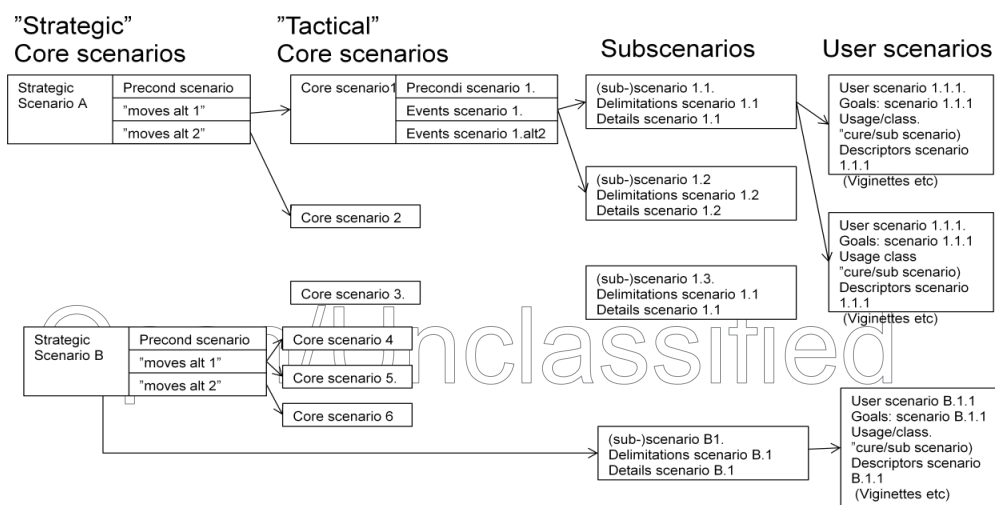 ”Strategic”
Core scenarios
”Tactical”
Core scenarios
Subscenarios
User scenarios
Strategic
Scenario A
Precond scenario
”moves alt 1”
”moves alt 2”
Core scenario1
Precondi scenario 1.
Events scenario 1.
Events scenario 1.alt2
(sub-)scenario 1.1.
Delimitations scenario 1.1
Details scenario 1.1
User scenario 1.1.1.
Goals: scenario 1.1.1
Usage/class.
”cure/sub scenario)
Descriptors scenario
1.1.1
(Viginettes etc)
(sub-)scenario 1.2
Delimitations scenario 1.2
Details scenario 1.2
Core scenario 2
User scenario 1.1.1.
Goals: scenario 1.1.1
Usage class
”cure/sub scenario)
Descriptors scenario
1.1.1
(Viginettes etc)
Core scenario 3.
(sub-)scenario 1.3.
Delimitations scenario 1.1
Details scenario 1.1
Strategic
Scenario B
Precond scenario
”moves alt 1”
”moves alt 2”
Core scenario 4
Core scenario 5.
Core scenario 6
Open/Unclassified
(sub-)scenario B1.
Delimitations scenario B.1
Details scenario B.1
User scenario B.1.1
Goals: scenario B.1.1
Usage/class.
”cure/sub scenario)
Descriptors scenario
B.1.1
(Viginettes etc)